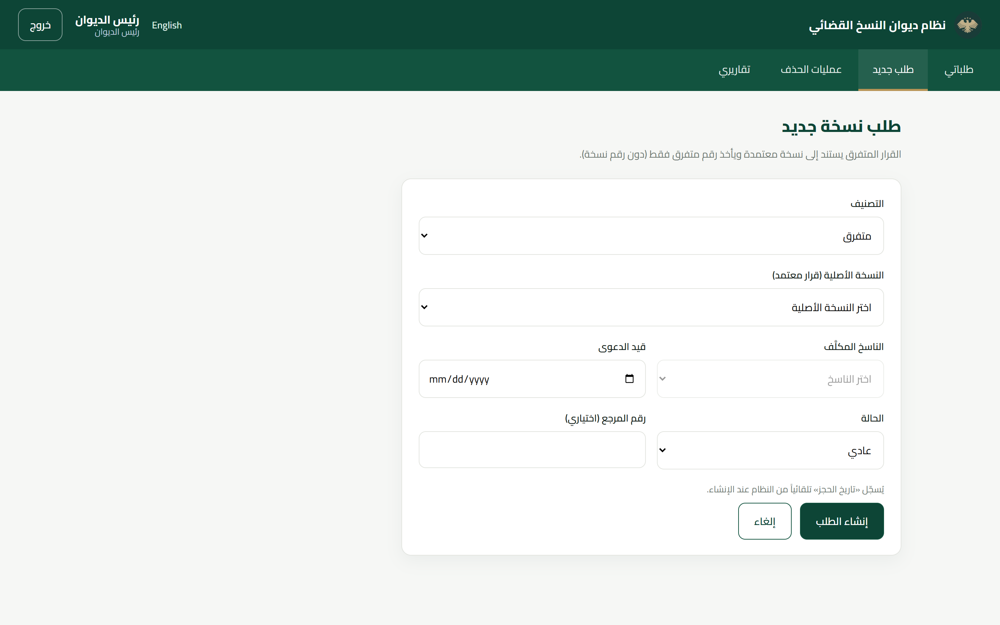 نظام ديوان النسخ القضائي
English
رئيس الديوان
رئيس الديوان
خروج
طلباتي
طلب جديد
عمليات الحذف
تقاريري
طلب نسخة جديد
القرار المتفرق يستند إلى نسخة معتمدة ويأخذ رقم متفرق فقط (دون رقم نسخة).
التصنيف
متفرق
النسخة الأصلية (قرار معتمد)
اختر النسخة الأصلية
الناسخ المكلَّف
قيد الدعوى
اختر الناسخ
mm/dd/yyyy
الحالة
رقم المرجع (اختياري)
عادي
يُسجّل «تاريخ الحجز» تلقائياً من النظام عند الإنشاء.
إنشاء الطلب
إلغاء